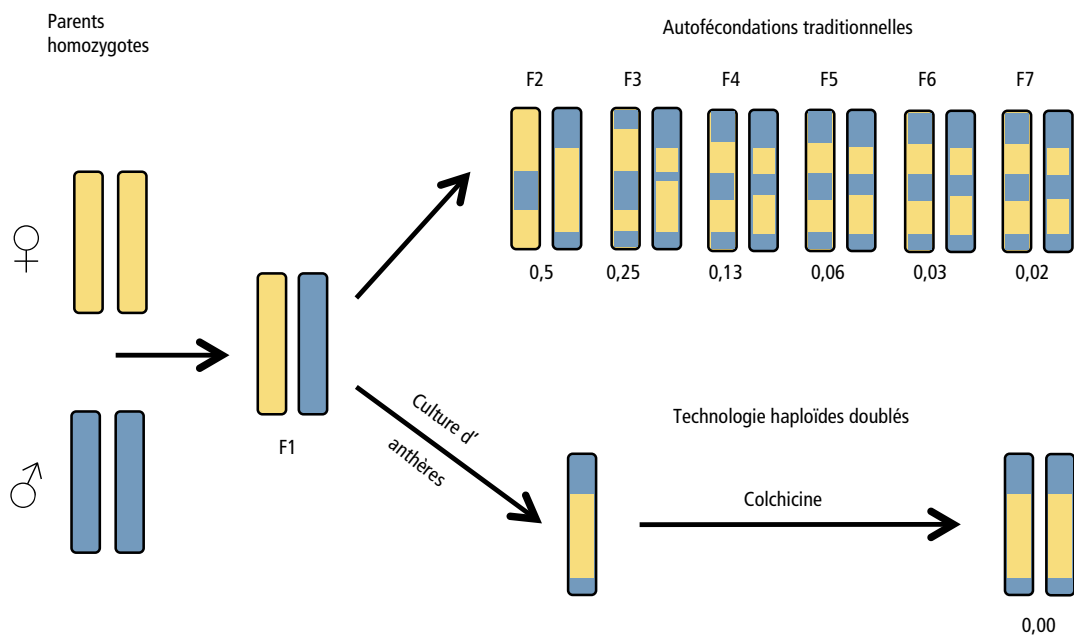 Parents
homozygotes
Autofécondations traditionnelles
F2 F3 F4 F5 F6 F7
0,5 0,25 0,13 0,06 0,03 0,02
F1
Culture d'
anthères
Technologie haploïdes doublés
Colchicine
0,00